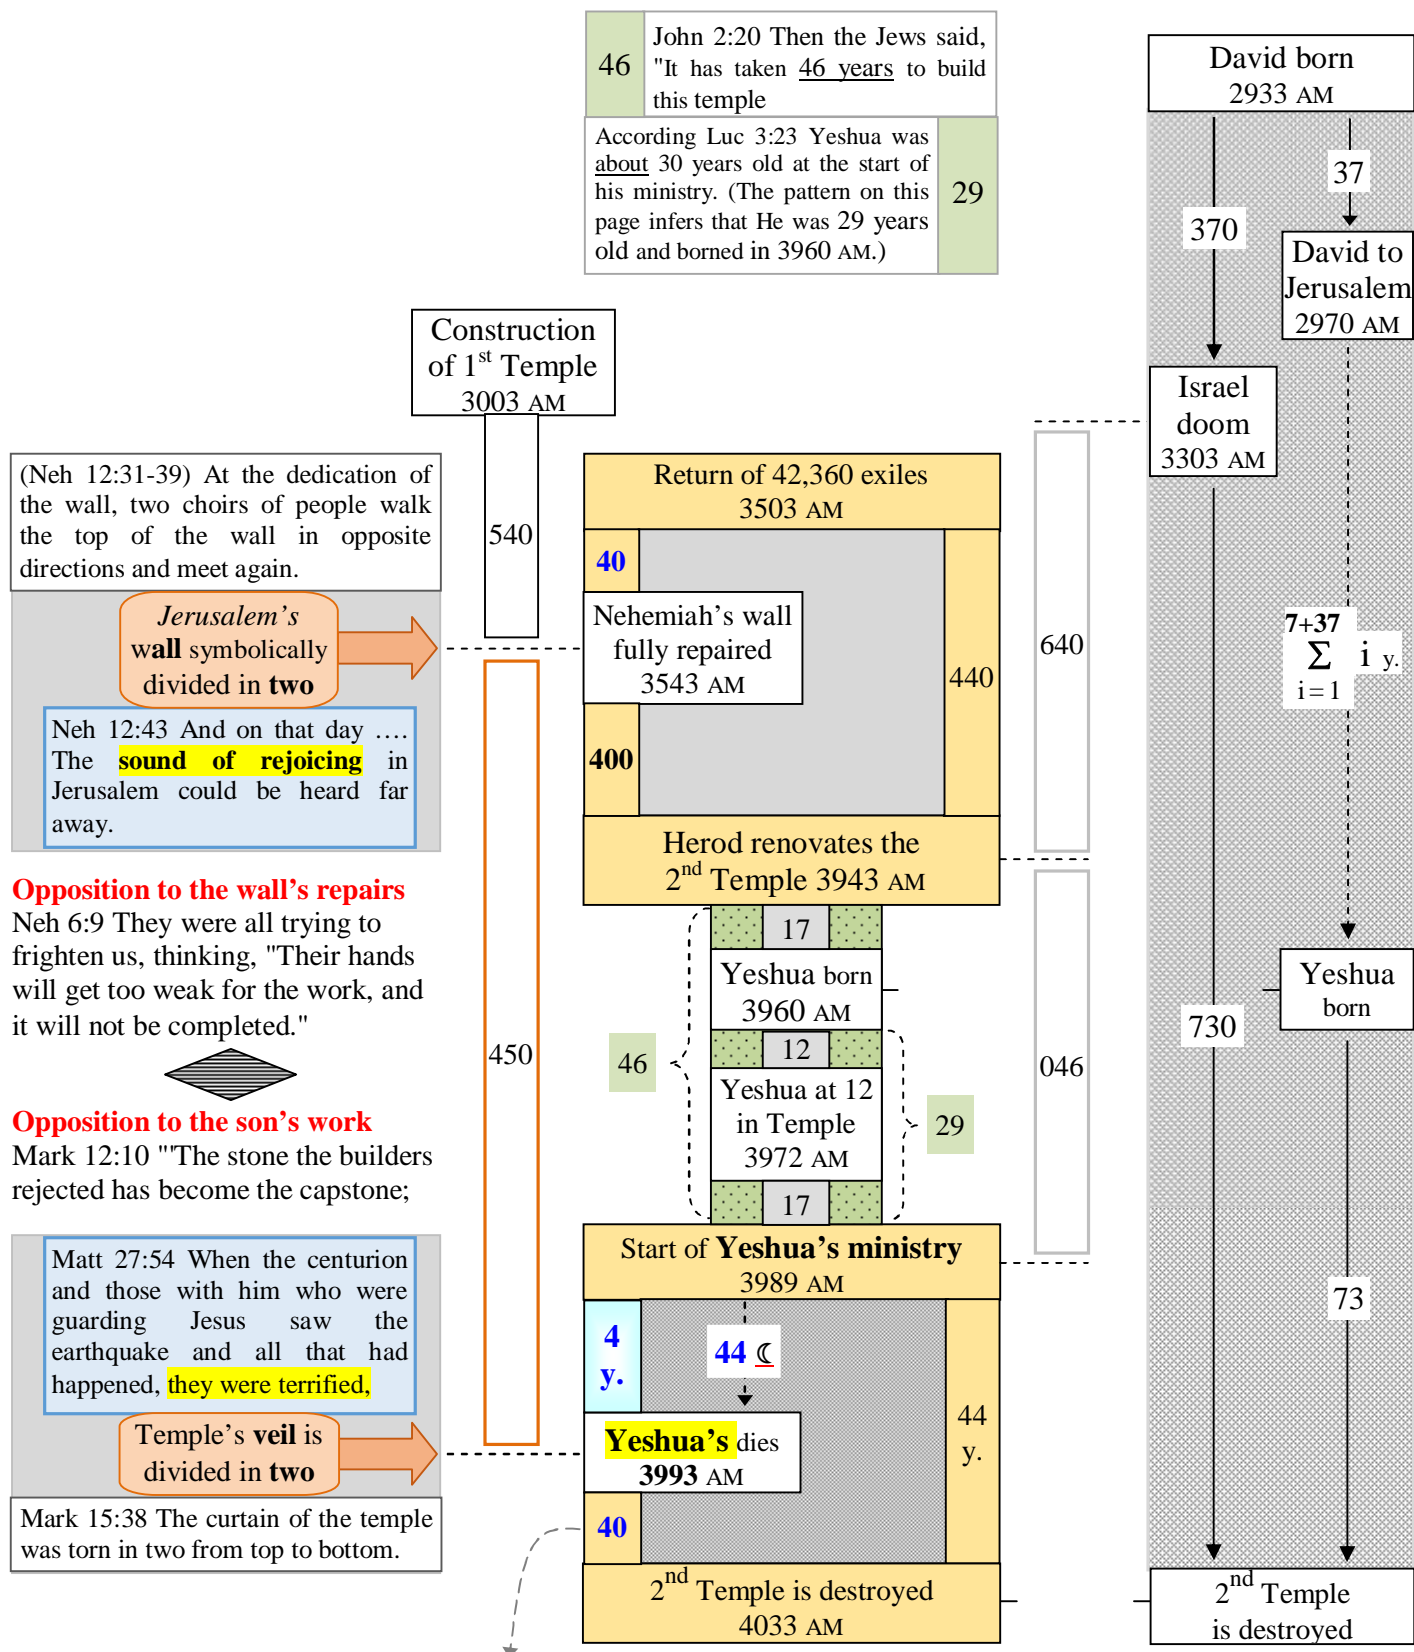 46
John 2:20 Then the Jews said,
"It has taken 46 years to build
this temple
According Luc 3:23 Yeshua was
about 30 years old at the start of
his ministry. (The pattern on this
page infers that He was 29 years
old and borned in 3960 AM.)
29
David born
2933 AM
370
37
David to
Jerusalem
2970 AM
Israel
doom
3303 AM
7+37
Σ i y.
i = 1
730
Yeshua
born
73
2nd Temple
is destroyed
Construction
of 1st Temple
3003 AM
540
450
(Neh 12:31-39) At the dedication of
the wall, two choirs of people walk
the top of the wall in opposite
directions and meet again.
Jerusalem's
wall symbolically
divided in two
Neh 12:43 And on that day ….
The sound of rejoicing in
Jerusalem could be heard far
away.
Opposition to the wall's repairs
Neh 6:9 They were all trying to
frighten us, thinking, "Their hands
will get too weak for the work, and
it will not be completed."
Opposition to the son's work
Mark 12:10 "'The stone the builders
rejected has become the capstone;
Matt 27:54 When the centurion
and those with him who were
guarding Jesus saw the
earthquake and all that had
happened, they were terrified,
Temple's veil is
divided in two
Mark 15:38 The curtain of the temple
was torn in two from top to bottom.
Return of 42,360 exiles
3503 AM
40
Nehemiah's wall
fully repaired
3543 AM
400
440
640
Herod renovates the
2nd Temple 3943 AM
17
Yeshua born
3960 AM
12
Yeshua at 12
in Temple
3972 AM
17
46
29
046
Start of Yeshua's ministry
3989 AM
4
y.
44 ☾
Yeshua's dies
3993 AM
44
y.
40
2nd Temple is destroyed
4033 AM